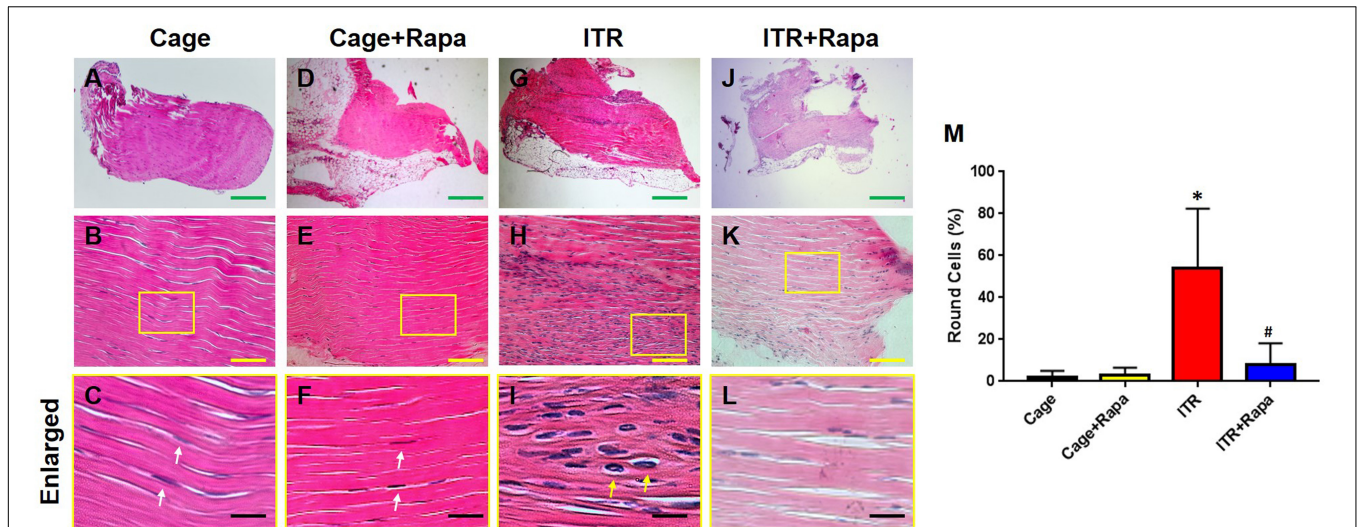 Cage
Cage+Rapa
ITR
ITR+Rapa
A
D
G
J
B
E
H
K
Enlarged
C
F
I
L
M
Round Cells (%)
100
80
60
40
20
0
*
#
Cage
Cage+Rapa
ITR
ITR+Rapa